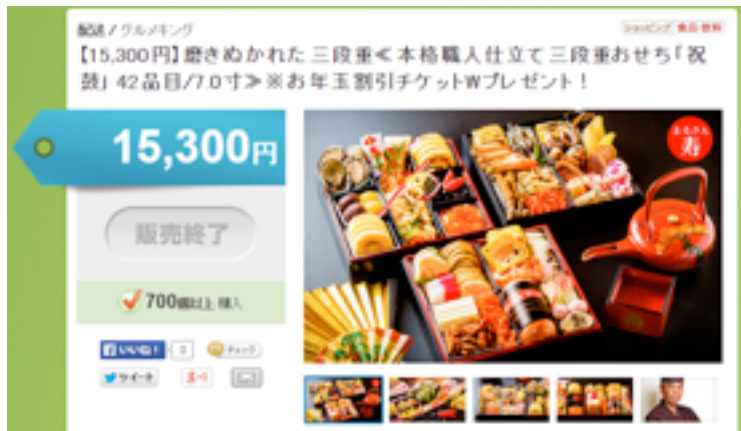 配送 / グルメキング
ショッピング 食品・飲料
【15,300円】磨きぬかれた三段重≪本格職人仕立て三段重おせち「祝
鼓」42品目/7.0寸≫※お年玉割引チケットWプレゼント！
15,300円
販売終了
700個以上 購入
いいね！ 0 チェック
ツイート
寿